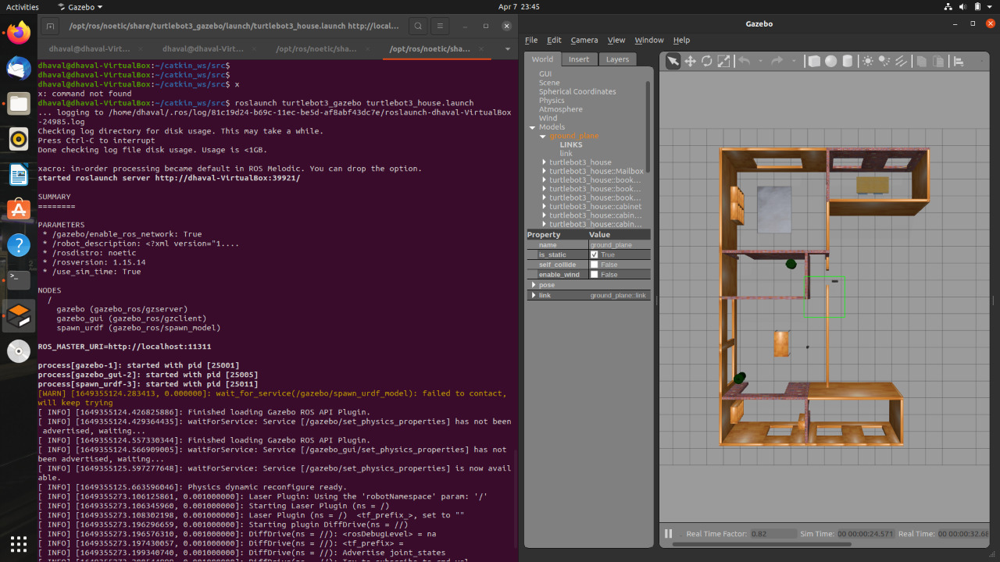 Activities
Gazebo
Apr 7 23:45
/opt/ros/noetic/share/turtlebot3_gazebo/launch/turtlebot3_house.launch http://local...
dhaval@dhaval-Virt...
dhaval@dhaval-Virt...
/opt/ros/noetic/sha...
/opt/ros/noetic/sha...
dhaval@dhaval-VirtualBox:~/catkin_ws/src$
dhaval@dhaval-VirtualBox:~/catkin_ws/src$
dhaval@dhaval-VirtualBox:~/catkin_ws/src$ x
x: command not found
dhaval@dhaval-VirtualBox:~/catkin_ws/src$ roslaunch turtlebot3_gazebo turtlebot3_house.launch
... logging to /home/dhaval/.ros/log/81c19d24-b69c-11ec-be5d-af8abf43dc7e/roslaunch-dhaval-VirtualBox
-24985.log
Checking log directory for disk usage. This may take a while.
Press Ctrl-C to interrupt
Done checking log file disk usage. Usage is <1GB.
xacro: in-order processing became default in ROS Melodic. You can drop the option.
started roslaunch server http://dhaval-VirtualBox:39921/
SUMMARY
========
PARAMETERS
* /gazebo/enable_ros_network: True
* /robot_description: <?xml version="1....
* /rosdistro: noetic
* /rosversion: 1.15.14
* /use_sim_time: True
NODES
/
gazebo (gazebo_ros/gzserver)
gazebo_gui (gazebo_ros/gzclient)
spawn_urdf (gazebo_ros/spawn_model)
ROS_MASTER_URI=http://localhost:11311
process[gazebo-1]: started with pid [25001]
process[gazebo_gui-2]: started with pid [25005]
process[spawn_urdf-3]: started with pid [25011]
[WARN] [1649355124.283413, 0.000000]: wait_for_service(/gazebo/spawn_urdf_model): failed to contact,
will keep trying
[ INFO] [1649355124.426825886]: Finished loading Gazebo ROS API Plugin.
[ INFO] [1649355124.429364435]: waitForService: Service [/gazebo/set_physics_properties] has not been
advertised, waiting...
[ INFO] [1649355124.557330344]: Finished loading Gazebo ROS API Plugin.
[ INFO] [1649355124.566909005]: waitForService: Service [/gazebo_gui/set_physics_properties] has not
been advertised, waiting...
[ INFO] [1649355125.597277648]: waitForService: Service [/gazebo/set_physics_properties] is now avail
able.
[ INFO] [1649355125.663596046]: Physics dynamic reconfigure ready.
[ INFO] [1649355273.106125861, 0.001000000]: Laser Plugin: Using the 'robotNamespace' param: '/'
[ INFO] [1649355273.106345960, 0.001000000]: Starting Laser Plugin (ns = /)
[ INFO] [1649355273.108302198, 0.001000000]: Laser Plugin (ns = /)  <tf_prefix_>, set to ""
[ INFO] [1649355273.196296659, 0.001000000]: Starting plugin DiffDrive(ns = //)
[ INFO] [1649355273.196576310, 0.001000000]: DiffDrive(ns = //): <rosDebugLevel> = na
[ INFO] [1649355273.197430057, 0.001000000]: DiffDrive(ns = //): <tf_prefix> =
[ INFO] [1649355273.199340740, 0.001000000]: DiffDrive(ns = //): Advertise joint_states
Gazebo
File Edit Camera View Window Help
World Insert Layers
GUI
Scene
Spherical Coordinates
Physics
Atmosphere
Wind
Models
ground_plane
LINKS
link
turtlebot3_house
turtlebot3_house::Mailbox
turtlebot3_house::book...
turtlebot3_house::book...
turtlebot3_house::book...
turtlebot3_house::cabinet
turtlebot3_house::cabin...
turtlebot3_house::cabin...
Property Value
name ground_plane
is_static True
self_collide False
enable_wind False
pose
link ground_plane::link
Real Time Factor: 0.82 Sim Time: 00 00:00:24.571 Real Time: 00 00:00:32.68